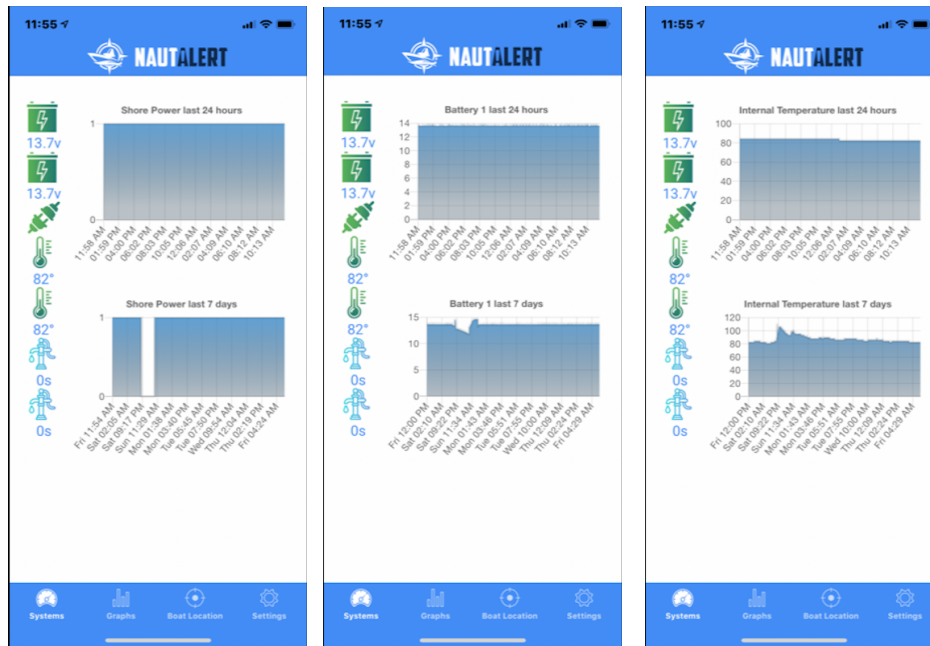 11:55
NAUTALERT
13.7v
13.7v
82°
82°
0s
0s
Shore Power last 24 hours
1
0
11:58 AM
01:59 PM
04:00 PM
06:02 PM
08:03 PM
10:05 PM
12:06 AM
02:07 AM
04:09 AM
06:10 AM
08:12 AM
10:13 AM
Shore Power last 7 days
1
0
Fri 11:54 AM
Sat 02:05 AM
Sat 09:17 PM
Sun 11:29 AM
Mon 01:38 AM
Mon 03:40 PM
Tue 05:45 AM
Tue 07:50 PM
Wed 09:54 AM
Thu 12:04 AM
Thu 02:19 PM
Fri 04:24 AM
Systems
Graphs
Boat Location
Settings
11:55
NAUTALERT
13.7v
13.7v
82°
82°
0s
0s
Battery 1 last 24 hours
14
12
10
8
6
4
2
0
11:58 AM
01:59 PM
04:00 PM
06:02 PM
08:03 PM
10:05 PM
12:06 AM
02:07 AM
04:09 AM
06:10 AM
08:12 AM
10:13 AM
Battery 1 last 7 days
15
10
5
0
Fri 12:00 PM
Sat 02:10 AM
Sat 09:22 PM
Sun 11:34 AM
Mon 01:43 AM
Mon 03:46 PM
Tue 05:51 AM
Tue 07:55 PM
Wed 10:00 AM
Thu 12:09 AM
Thu 02:24 PM
Fri 04:29 AM
Systems
Graphs
Boat Location
Settings
11:55
NAUTALERT
13.7v
13.7v
82°
82°
0s
0s
Internal Temperature last 24 hours
100
80
60
40
20
0
11:58 AM
01:59 PM
04:00 PM
06:02 PM
08:03 PM
10:05 PM
12:06 AM
02:07 AM
04:09 AM
06:10 AM
08:12 AM
10:13 AM
Internal Temperature last 7 days
120
100
80
60
40
20
0
Fri 12:00 PM
Sat 02:10 AM
Sat 09:22 PM
Sun 11:34 AM
Mon 01:43 AM
Mon 03:46 PM
Tue 05:51 AM
Tue 07:55 PM
Wed 10:00 AM
Thu 12:09 AM
Thu 02:24 PM
Fri 04:29 AM
Systems
Graphs
Boat Location
Settings